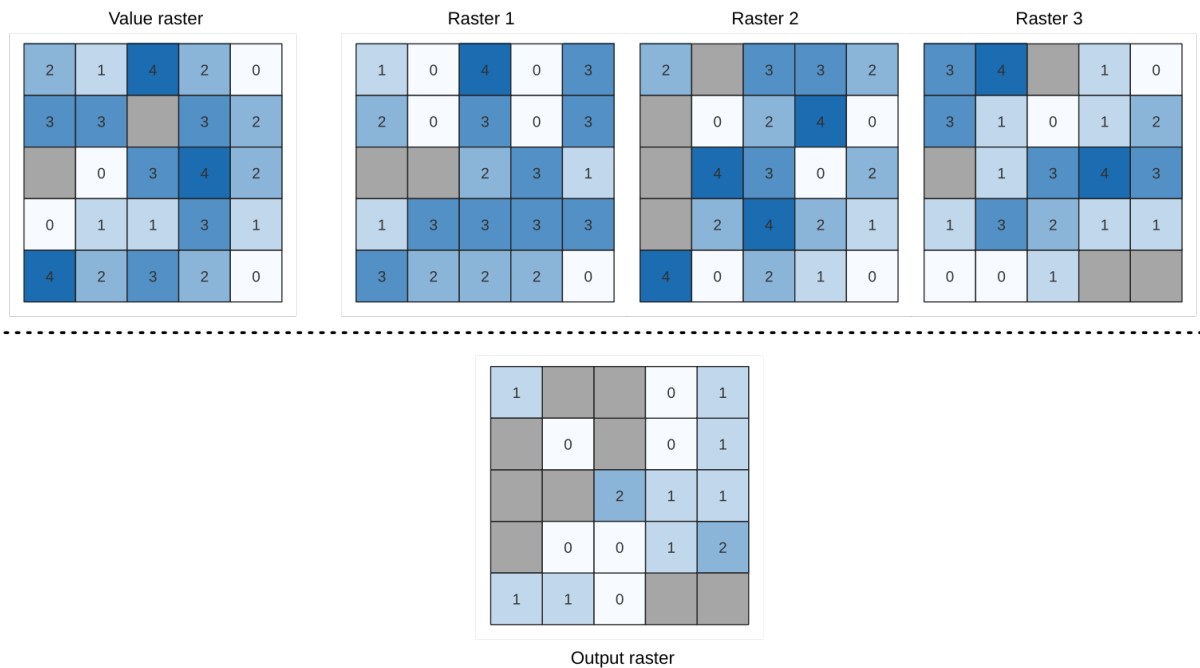 Value raster Raster 1 Raster 2 Raster 3
2 1 4 2 0 1 0 4 0 3 2 3 3 2 3 4 1 0
3 3 3 2 2 0 3 0 3 0 2 4 0 3 1 0 1 2
0 3 4 2 2 3 1 4 3 0 2 1 3 4 3
0 1 1 3 1 1 3 3 3 3 2 4 2 1 1 3 2 1 1
4 2 3 2 0 3 2 2 2 0 4 0 2 1 0 0 0 1
1 0 1
0 0 1
2 1 1
0 0 1 2
1 1 0
Output raster